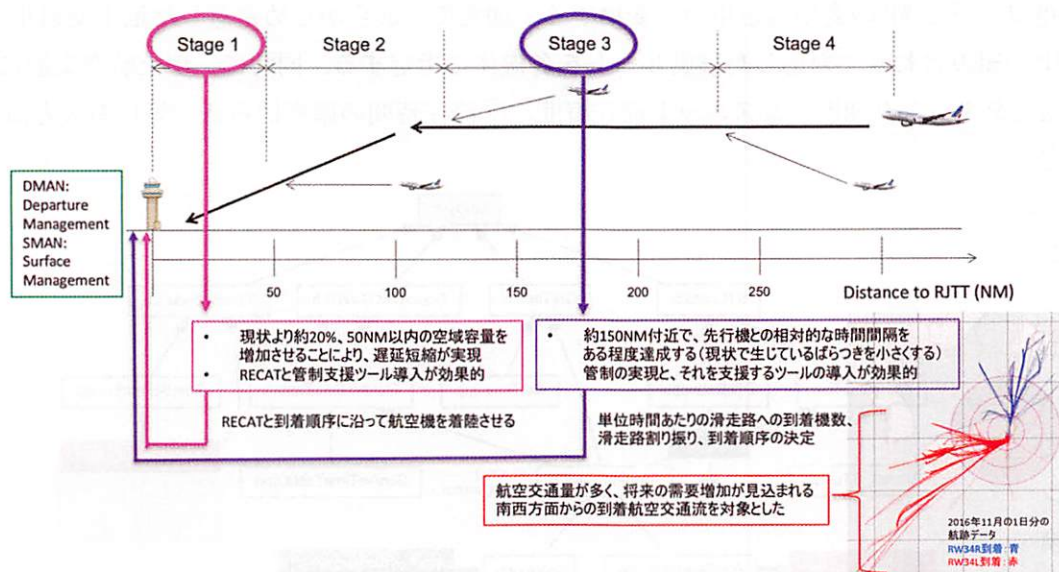 Stage 1
Stage 2
Stage 3
Stage 4
DMAN:
Departure
Management
SMAN:
Surface
Management
50
100
150
200
250
Distance to RJTT (NM)
• 現状より約20%、50NM以内の空域容量を
増加させることにより、遅延短縮が実現
• RECATと管制支援ツール導入が効果的
• 約150NM付近で、先行機との相対的な時間間隔を
ある程度達成する(現状で生じているばらつきを小さくする)
管制の実現と、それを支援するツールの導入が効果的
RECATと到着順序に沿って航空機を着陸させる
単位時間あたりの滑走路への到着機数、
滑走路割り振り、到着順序の決定
航空交通量が多く、将来の需要増加が見込まれる
南西方面からの到着航空交通流を対象とした
2016年11月の1日分の
航跡データ
RW34R到着:青
RW34L到着:赤